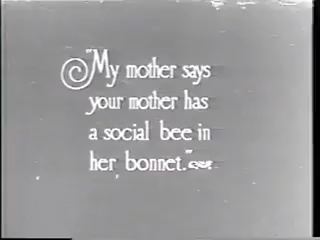 "My mother says
your mother has
a social bee in
her bonnet."